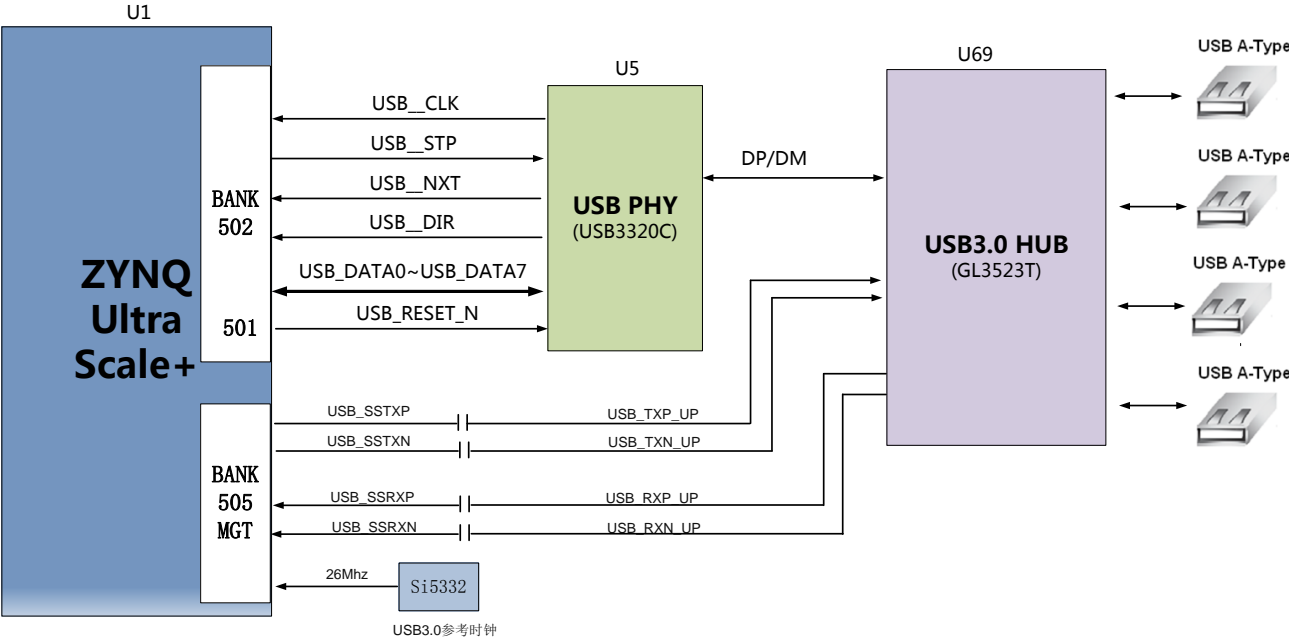 U1
ZYNQ
Ultra
Scale+
BANK
502
501
BANK
505
MGT
USB__CLK
USB__STP
USB__NXT
USB__DIR
USB_DATA0~USB_DATA7
USB_RESET_N
U5
USB PHY
(USB3320C)
DP/DM
U69
USB3.0 HUB
(GL3523T)
USB A-Type
USB A-Type
USB A-Type
USB A-Type
USB_SSTXP
USB_TXP_UP
USB_SSTXN
USB_TXN_UP
USB_SSRXP
USB_RXP_UP
USB_SSRXN
USB_RXN_UP
26Mhz
Si5332
USB3.0参考时钟